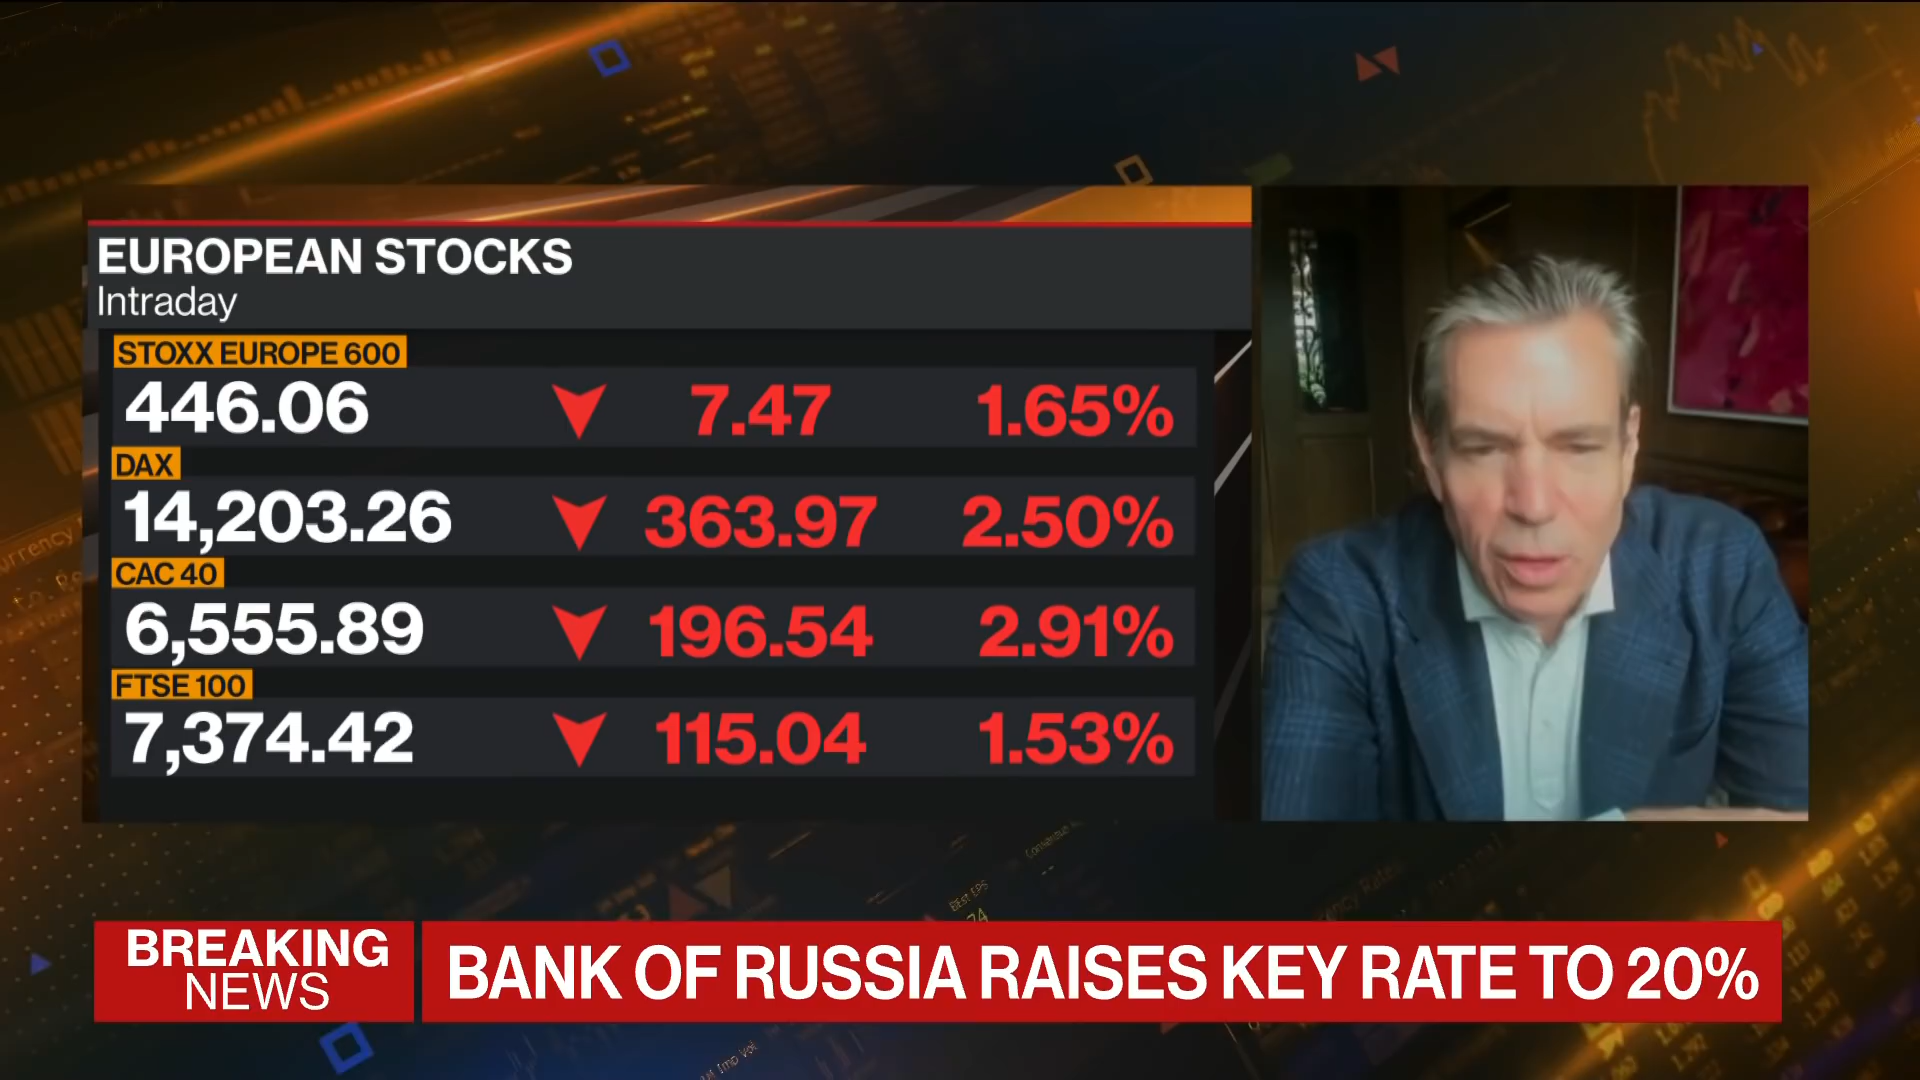 EUROPEAN STOCKS
Intraday
STOXX EUROPE 600
446.06 7.47 1.65%
DAX
14,203.26 363.97 2.50%
CAC 40
6,555.89 196.54 2.91%
FTSE 100
7,374.42 115.04 1.53%
BREAKING
NEWS
BANK OF RUSSIA RAISES KEY RATE TO 20%